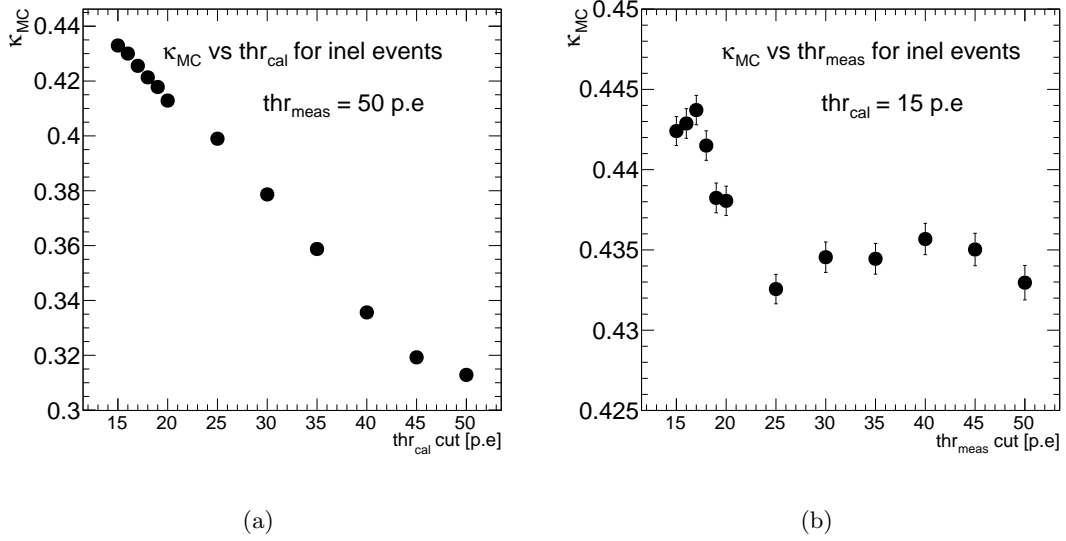 κMC
0.44
0.42
0.4
0.38
0.36
0.34
0.32
0.3
κMC vs thrcal for inel events
thrmeas = 50 p.e
15 20 25 30 35 40 45 50
thrcal cut [p.e]
(a)
κMC
0.45
0.445
0.44
0.435
0.43
0.425
κMC vs thrmeas for inel events
thrcal = 15 p.e
15 20 25 30 35 40 45 50
thrmeas cut [p.e]
(b)